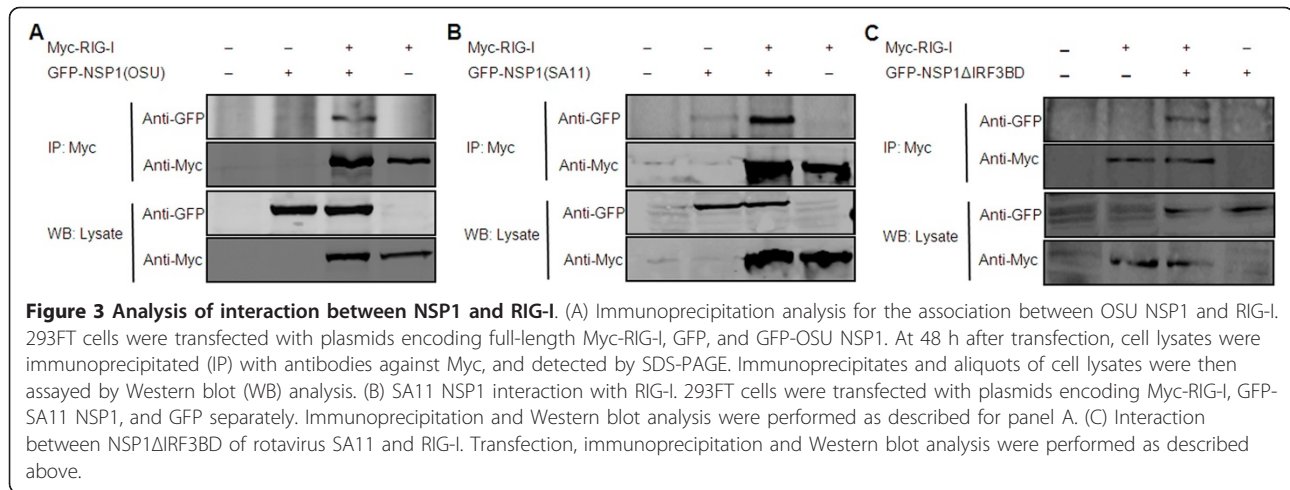 A
Myc-RIG-I – – + +
GFP-NSP1(OSU) – + + –
IP: Myc
Anti-GFP
Anti-Myc
WB: Lysate
Anti-GFP
Anti-Myc
B
Myc-RIG-I – – + +
GFP-NSP1(SA11) – + + –
IP: Myc
Anti-GFP
Anti-Myc
WB: Lysate
Anti-GFP
Anti-Myc
C
Myc-RIG-I – + + –
GFP-NSP1ΔIRF3BD – – + +
IP: Myc
Anti-GFP
Anti-Myc
WB: Lysate
Anti-GFP
Anti-Myc
Figure 3 Analysis of interaction between NSP1 and RIG-I. (A) Immunoprecipitation analysis for the association between OSU NSP1 and RIG-I.
293FT cells were transfected with plasmids encoding full-length Myc-RIG-I, GFP, and GFP-OSU NSP1. At 48 h after transfection, cell lysates were
immunoprecipitated (IP) with antibodies against Myc, and detected by SDS-PAGE. Immunoprecipitates and aliquots of cell lysates were then
assayed by Western blot (WB) analysis. (B) SA11 NSP1 interaction with RIG-I. 293FT cells were transfected with plasmids encoding Myc-RIG-I, GFP-
SA11 NSP1, and GFP separately. Immunoprecipitation and Western blot analysis were performed as described for panel A. (C) Interaction
between NSP1ΔIRF3BD of rotavirus SA11 and RIG-I. Transfection, immunoprecipitation and Western blot analysis were performed as described
above.